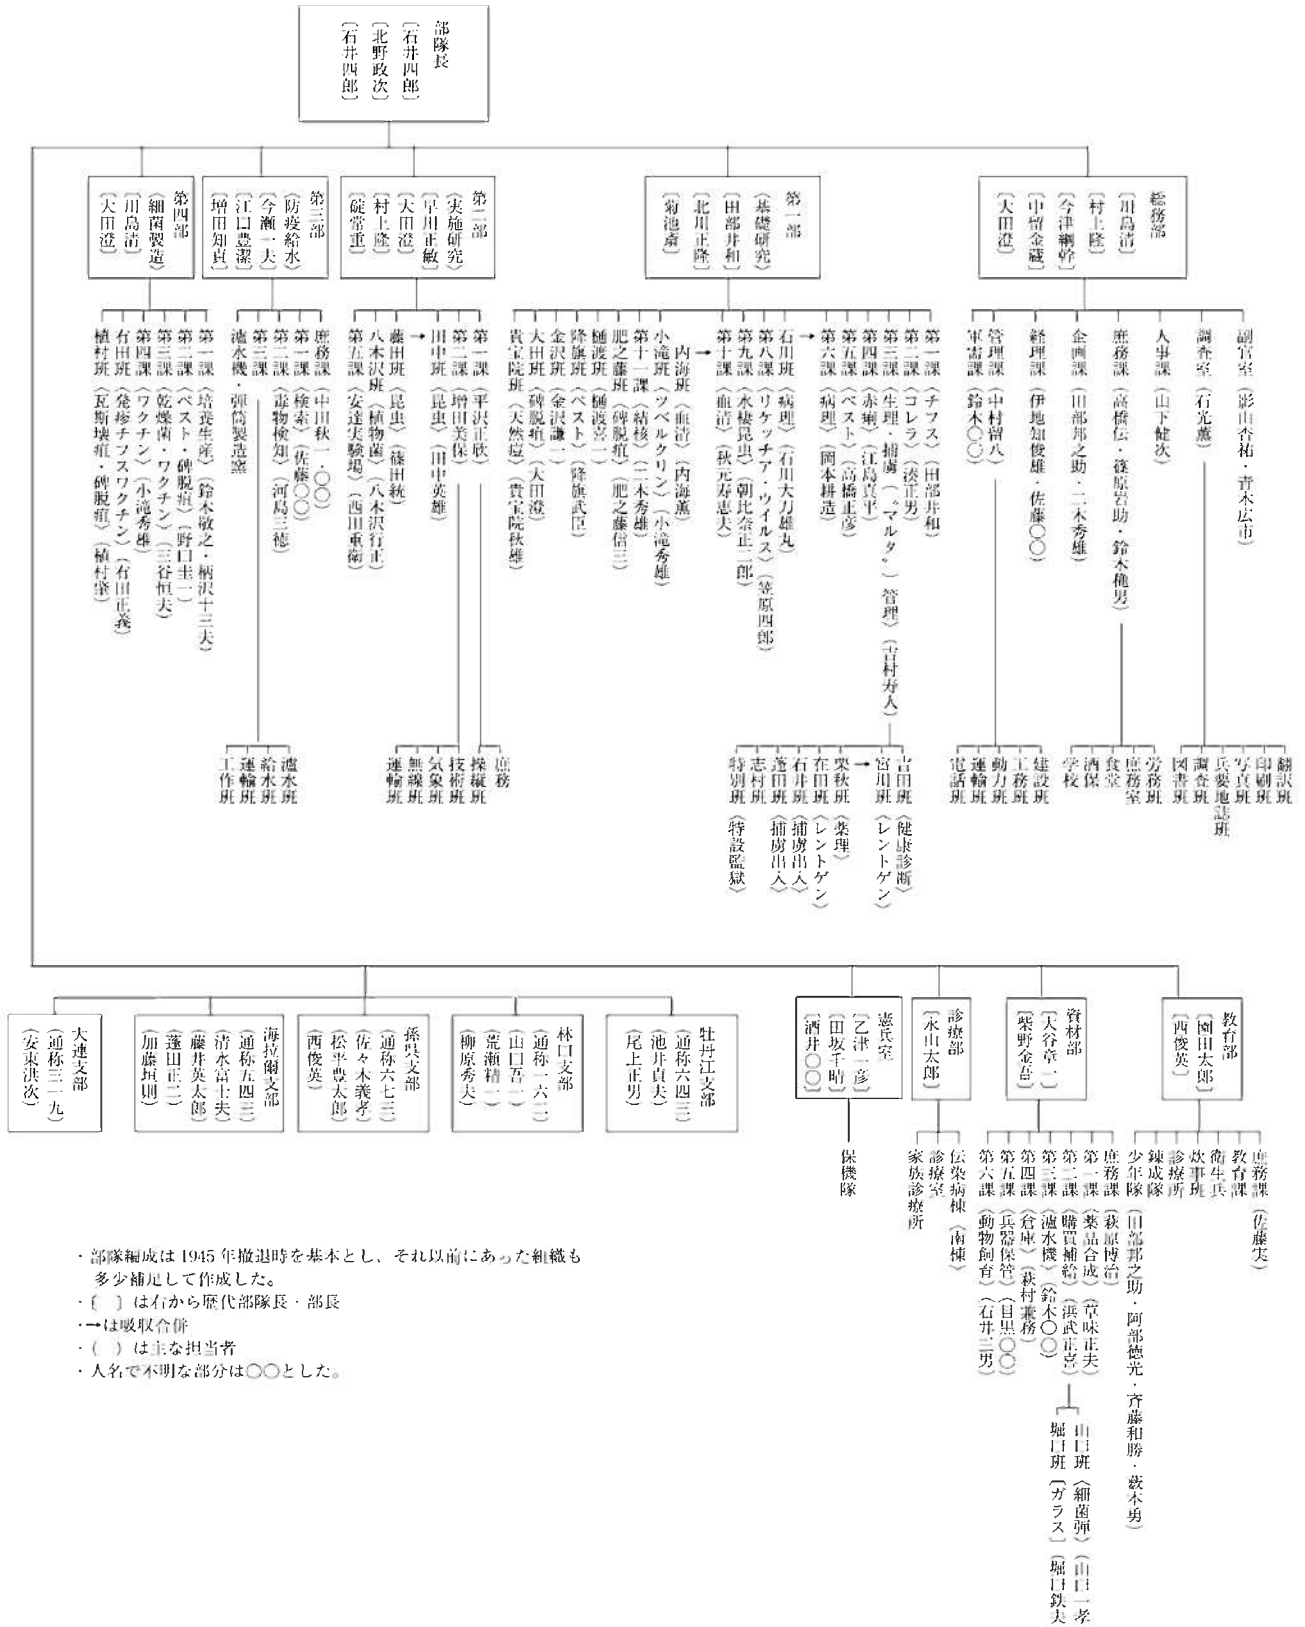 部隊長
〔石井四郎〕
〔北野政次〕
〔石井四郎〕
総務部
〔川島清〕
〔村上隆〕
〔今津綱幹〕
〔中留金蔵〕
〔大田澄〕
副官室（影山杏祐・青木広市）
調査室（石光薫）
翻訳班
印刷班
写真班
兵要地誌班
調査班
図書班
人事課（山下健次）
庶務課（高橋伝・篠原岩助・鈴木穐男）
労務班
庶務室
食堂
酒保
学校
企画課（田部邦之助・二木秀雄）
経理課（伊地知俊雄・佐藤〇〇）
管理課（中村留八）
建設班
工務班
動力班
運輸班
電話班
軍需課（鈴木〇〇）
第一部
〈基礎研究〉
〔田部井和〕
〔北川正隆〕
〔菊池斎〕
第一課〈チフス〉（田部井和）
第二課〈コレラ〉（湊正男）
第三課〈生理・捕虜（〝マルタ〟）管理〉（吉村寿人）
吉田班〈健康診断〉
宮川班〈レントゲン〉
→
栗秋班〈薬理〉
在田班〈レントゲン〉
石井班〈捕虜出入〉
蓬田班〈捕虜出入〉
志村班
特別班〈特設監獄〉
第四課〈赤痢〉（江島真平）
第五課〈ペスト〉（高橋正彦）
第六課〈病理〉（岡本耕造）
→
石川班〈病理〉（石川大刀雄丸）
第八課〈リケッチア・ウイルス〉（笠原四郎）
第九課〈水棲昆虫〉（朝比奈正二郎）
第十課〈血清〉（秋元寿恵夫）
→
内海班〈血清〉（内海薫）
小滝班〈ツベルクリン〉（小滝秀雄）
第十一課〈結核〉（二木秀雄）
肥之藤班〈碑脱疽〉（肥之藤信三）
樋渡班（樋渡喜一）
降旗班〈ペスト〉（降旗武臣）
金沢班（金沢謙一）
大田班〈碑脱疽〉（大田澄）
貴宝院班〈天然痘〉（貴宝院秋雄）
第二部
〈実施研究〉
〔早川正敏〕
〔大田澄〕
〔村上隆〕
〔碇常重〕
第一課（平沢正欣）
庶務
操縦班
第二課（増田美保）
技術班
気象班
無線班
運輸班
田中班〈昆虫〉（田中英雄）
→
藤田班〈昆虫〉（篠田統）
八木沢班〈植物菌〉（八木沢行正）
第五課〈安達実験場〉（西田重衛）
第三部
〈防疫給水〉
〔今瀬一夫〕
〔江口豊潔〕
〔増田知貞〕
庶務課（中田秋一・〇〇）
第一課〈検索〉（佐藤〇〇）
第二課〈毒物検知〉（河島三徳）
第三課
濾水班
給水班
運輸班
工作班
濾水機・弾筒製造窯
第四部
〈細菌製造〉
〔川島清〕
〔大田澄〕
第一課〈培養生産〉（鈴木敬之・柄沢十三夫）
第二課〈ペスト・碑脱疽〉（野口圭一）
第三課〈乾燥菌・ワクチン〉（三谷恒夫）
第四課〈ワクチン〉（小滝秀雄）
有田班〈発疹チフスワクチン〉（有田正義）
植村班〈瓦斯壊疽・碑脱疽〉（植村肇）
教育部
〔園田太郎〕
〔西俊英〕
庶務課（佐藤実）
教育課
衛生兵
炊事班
診療所
錬成隊
少年隊（田部邦之助・阿部徳光・斉藤和勝・薮本勇）
資材部
〔大谷章一〕
〔柴野金吾〕
庶務課（萩原博治）
第一課〈薬品合成〉（草味正夫）
第二課〈購買補給〉（浜武正喜）
山口班〈細菌弾〉（山口一孝
堀口班〔ガラス〕（堀口鉄夫
第三課〈濾水機〉（鈴木〇〇）
第四課〈倉庫〉（萩村兼務）
第五課〈兵器保管〉（目黒〇〇）
第六課〈動物飼育〉（石井三男）
診療部
〔永山太郎〕
伝染病棟（南棟）
診療室
家族診療所
憲兵室
〔乙津一彦〕
〔田坂千晴〕
〔酒井〇〇〕
保機隊
牡丹江支部
（通称六四三）
（池井貞夫）
（尾上正男）
林口支部
（通称一六二）
（山口吾一）
（荒瀬精一）
（柳原秀夫）
孫呉支部
（通称六七三）
（佐々木義孝）
（松平豊太郎）
（西俊英）
海拉爾支部
（通称五四三）
（清水富士夫）
（藤井英太郎）
（蓬田正二）
（加藤垣則）
大連支部
（通称三一九）
（安東洪次）
・部隊編成は1945年撤退時を基本とし、それ以前にあった組織も
多少補足して作成した。
・〔　〕は右から歴代部隊長・部長
・→は吸収合併
・（　）は主な担当者
・人名で不明な部分は〇〇とした。